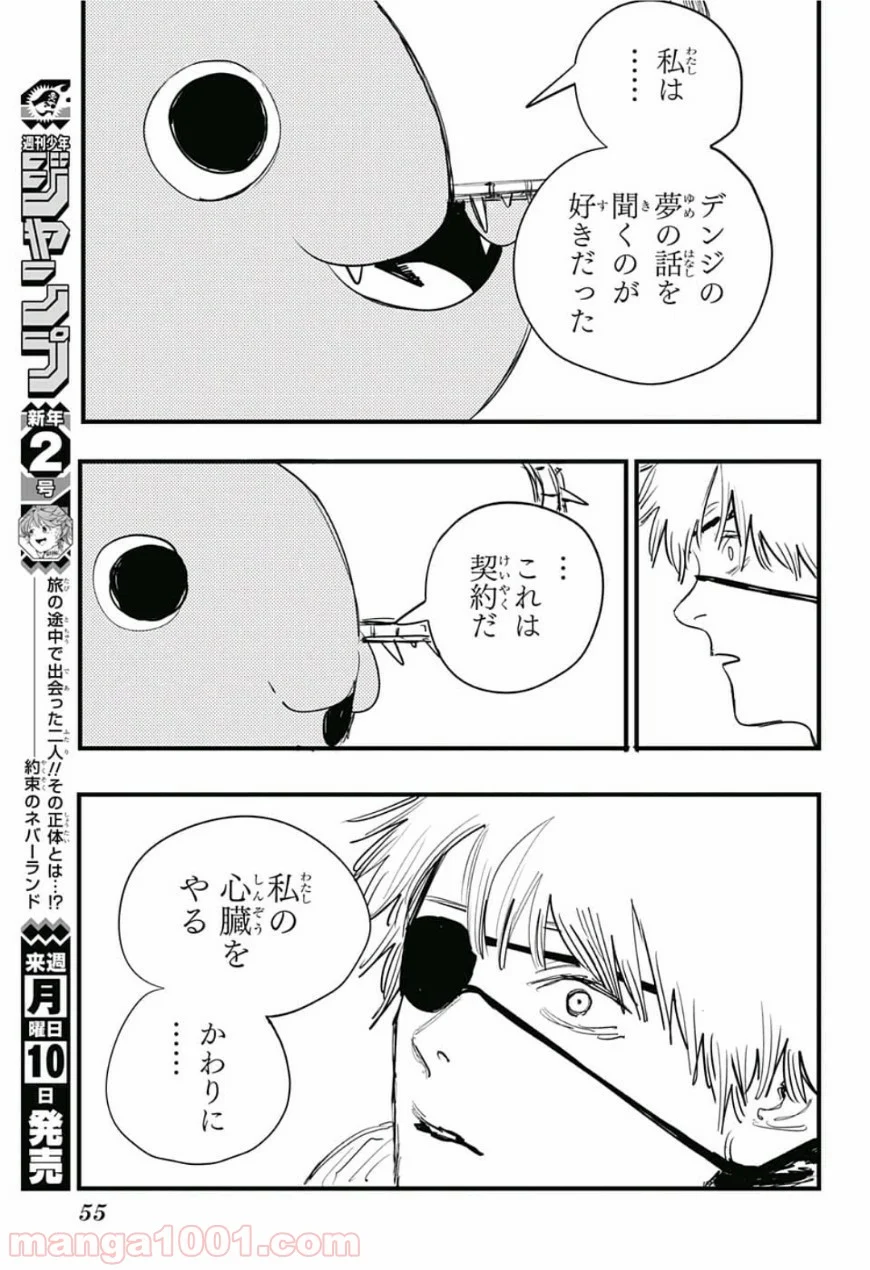 私は
……
デンジの
夢の話を
聞くのが
好きだった
…
これは
契約だ
私の
心臓を
やる
かわりに
……
週刊少年
ジャンプ
新年
2
号
旅の途中で出会った二人!!その正体とは…!?
約束のネバーランド
来週
月
曜日
10
日
発売
55
manga1001.com